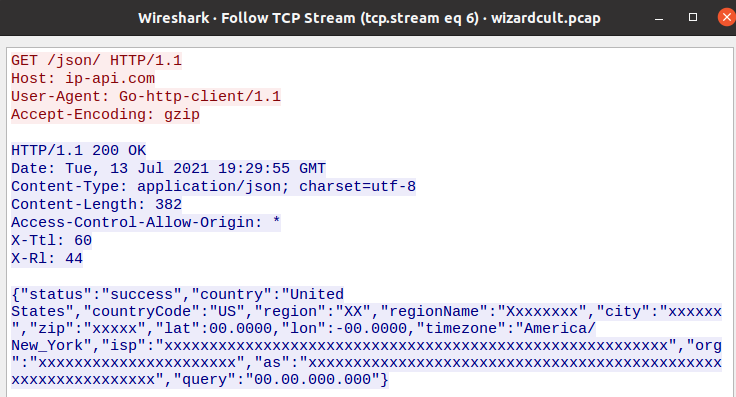 Wireshark · Follow TCP Stream (tcp.stream eq 6) · wizardcult.pcap
GET /json/ HTTP/1.1
Host: ip-api.com
User-Agent: Go-http-client/1.1
Accept-Encoding: gzip
HTTP/1.1 200 OK
Date: Tue, 13 Jul 2021 19:29:55 GMT
Content-Type: application/json; charset=utf-8
Content-Length: 382
Access-Control-Allow-Origin: *
X-Ttl: 60
X-Rl: 44
{"status":"success","country":"United
States","countryCode":"US","region":"XX","regionName":"Xxxxxxxx","city":"xxxxxx
","zip":"xxxxx","lat":00.0000,"lon":-00.0000,"timezone":"America/
New_York","isp":"xxxxxxxxxxxxxxxxxxxxxxxxxxxxxxxxxxxxxxxxxxxxxxxxxxxxxxxx","org
":"xxxxxxxxxxxxxxxxxxxxxx","as":"xxxxxxxxxxxxxxxxxxxxxxxxxxxxxxxxxxxxxxxxxxxxxx
xxxxxxxxxxxxxxxx","query":"00.00.000.000"}